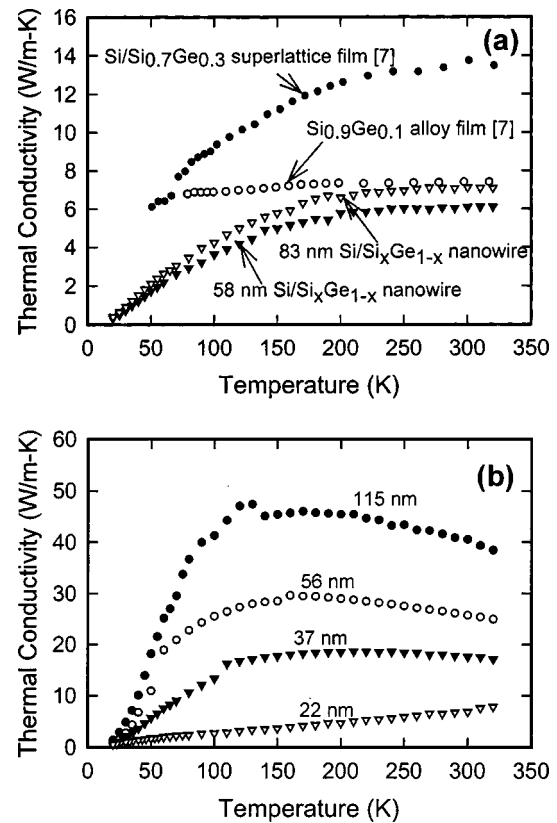 16
(a)
Si/Si0.7Ge0.3 superlattice film [7]
14
12
Si0.9Ge0.1 alloy film [7]
10
8
6
4
83 nm Si/SixGe1-x nanowire
2
58 nm Si/SixGe1-x nanowire
0
Thermal Conductivity (W/m-K)
0 50 100 150 200 250 300 350
Temperature (K)
60
(b)
50
115 nm
40
30
56 nm
20
37 nm
10
22 nm
0
Thermal Conductivity (W/m-K)
0 50 100 150 200 250 300 350
Temperature (K)